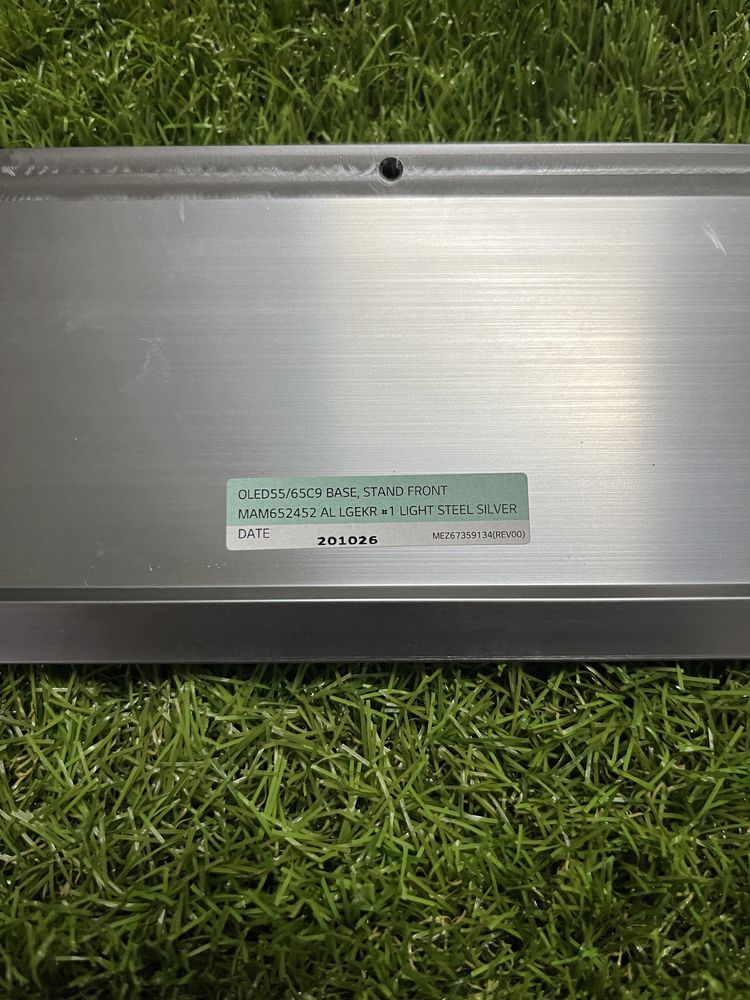 OLED55/65C9 BASE, STAND FRONT
MAM652452 AL LGEKR #1 LIGHT STEEL SILVER
DATE 201026 MEZ67359134(REV00)